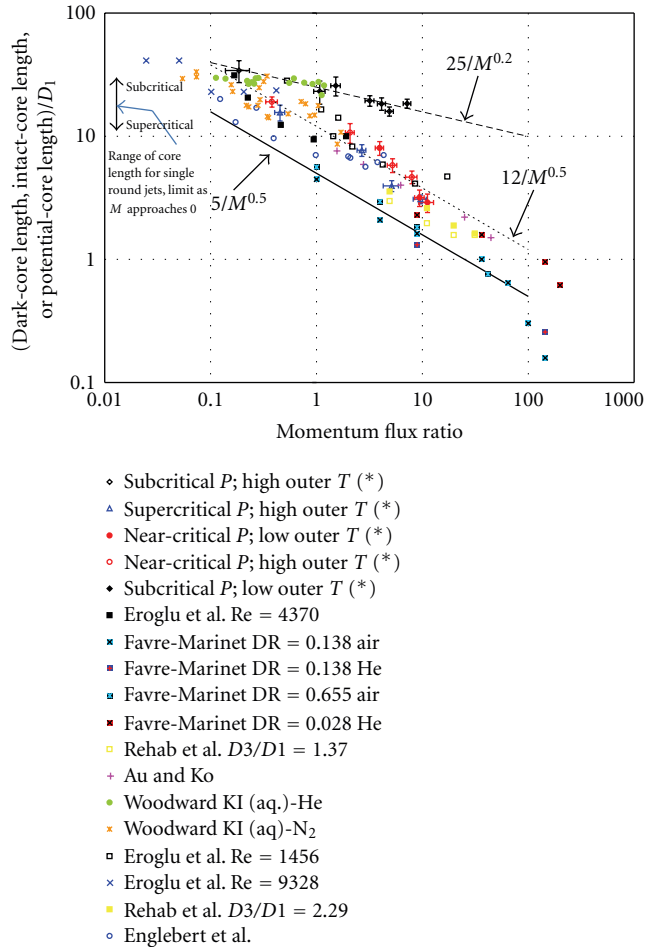 ((Dark-core length, intact-core length,
or potential-core length)/D₁
100
10
1
0.1
Subcritical
Supercritical
Range of core
length for single
round jets, limit as
M approaches 0
25/M^0.2
12/M^0.5
5/M^0.5
0.01 0.1 1 10 100 1000
Momentum flux ratio
Subcritical P; high outer T (*)
Supercritical P; high outer T (*)
Near-critical P; low outer T (*)
Near-critical P; high outer T (*)
Subcritical P; low outer T (*)
Eroglu et al. Re = 4370
Favre-Marinet DR = 0.138 air
Favre-Marinet DR = 0.138 He
Favre-Marinet DR = 0.655 air
Favre-Marinet DR = 0.028 He
Rehab et al. D3/D1 = 1.37
Au and Ko
Woodward KI (aq.)-He
Woodward KI (aq)-N₂
Eroglu et al. Re = 1456
Eroglu et al. Re = 9328
Rehab et al. D3/D1 = 2.29
Englebert et al.